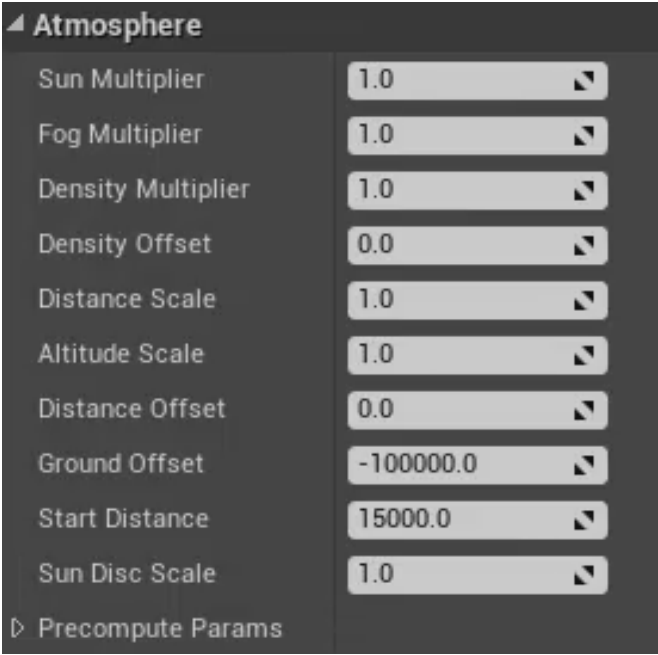 Atmosphere
Sun Multiplier 1.0
Fog Multiplier 1.0
Density Multiplier 1.0
Density Offset 0.0
Distance Scale 1.0
Altitude Scale 1.0
Distance Offset 0.0
Ground Offset -100000.0
Start Distance 15000.0
Sun Disc Scale 1.0
Precompute Params